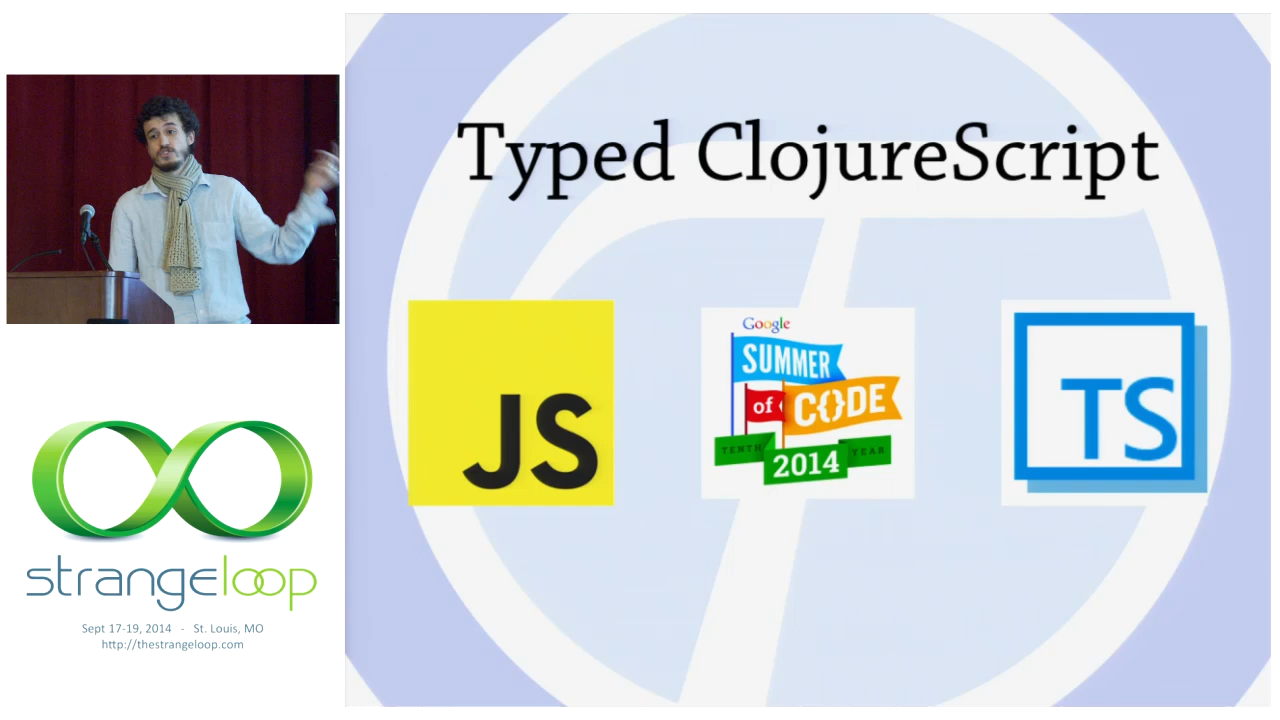 Typed ClojureScript
JS
Google
SUMMER
of CODE
TENTH YEAR
2014
TS
strangeloop
Sept 17-19, 2014 - St. Louis, MO
http://thestrangeloop.com